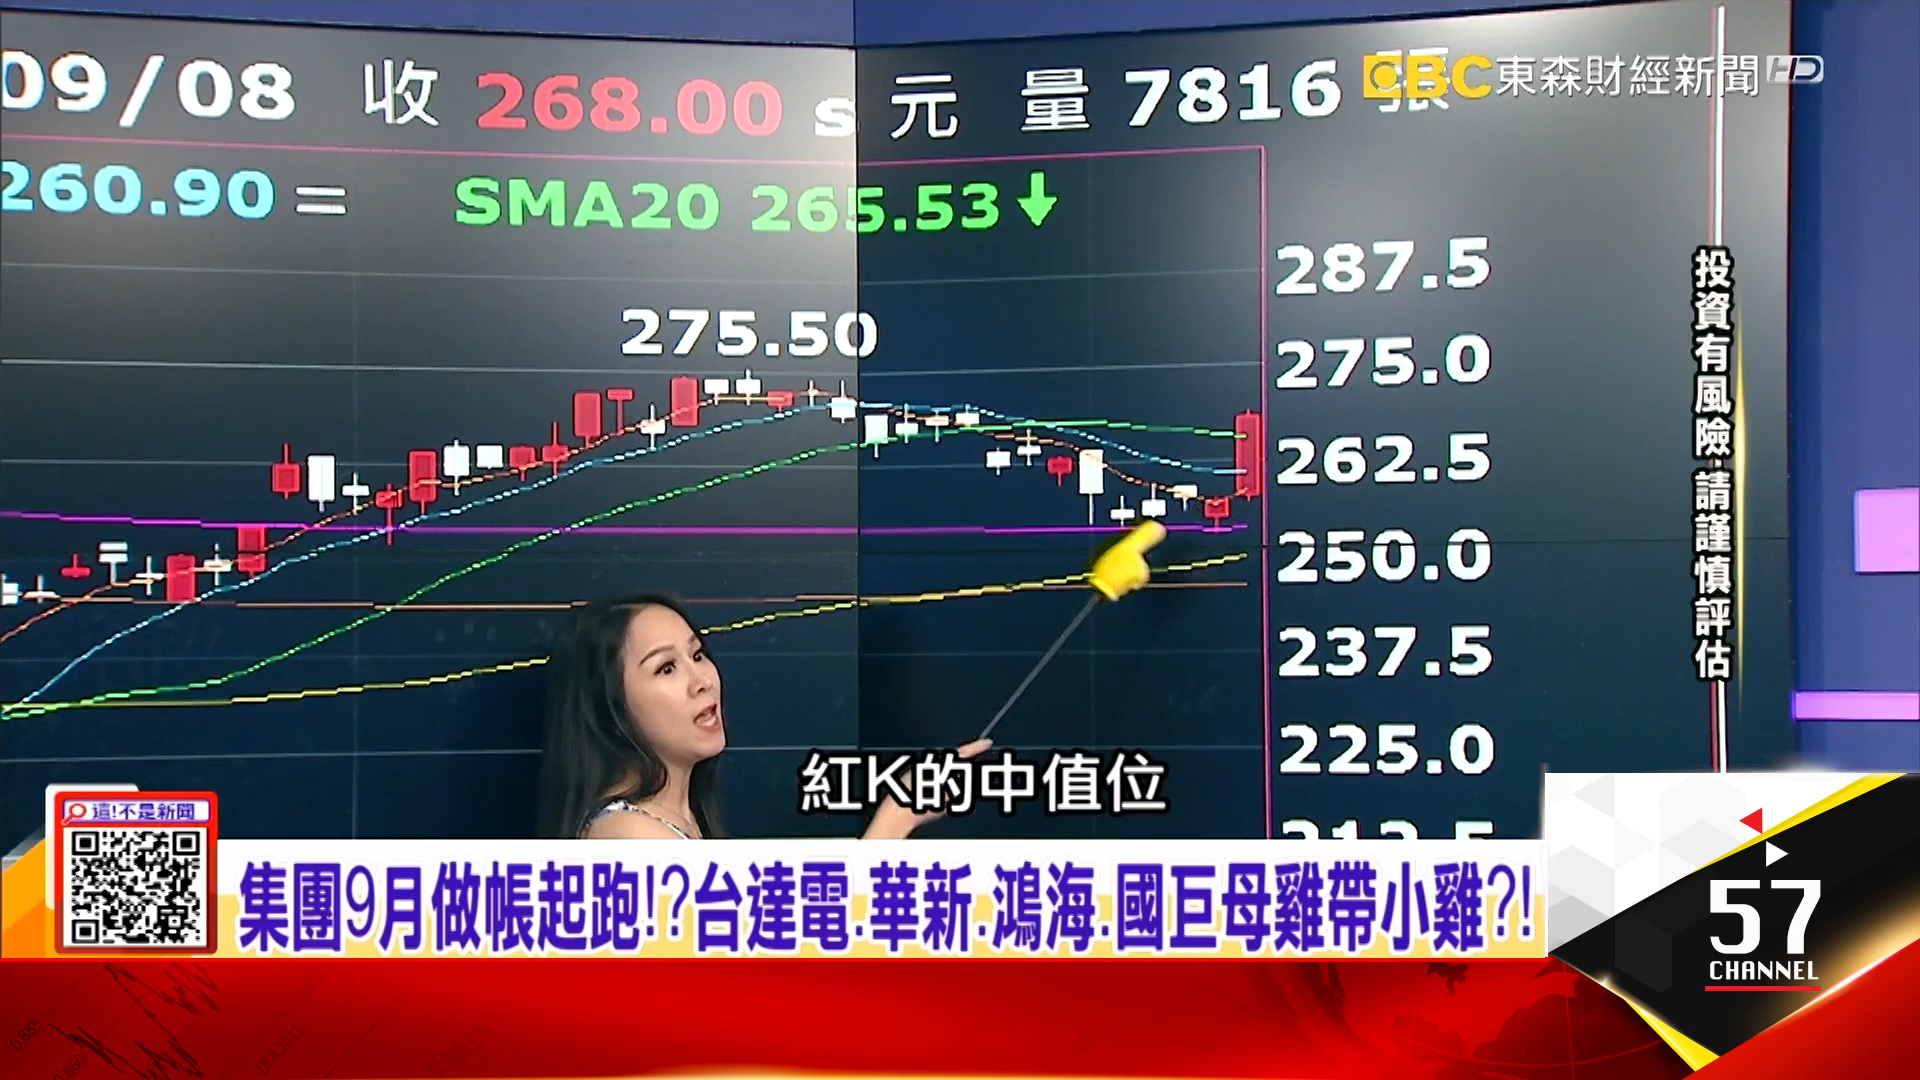 09/08 收 268.00 s 元 量 7816 張
EBC 東森財經新聞 HD
260.90 = SMA20 265.53↓
287.5
275.50
275.0
262.5
250.0
237.5
225.0
212.5
投資有風險 請謹慎評估
紅K的中值位
這!不是新聞
集團9月做帳起跑!?台達電.華新.鴻海.國巨母雞帶小雞?!
57
CHANNEL